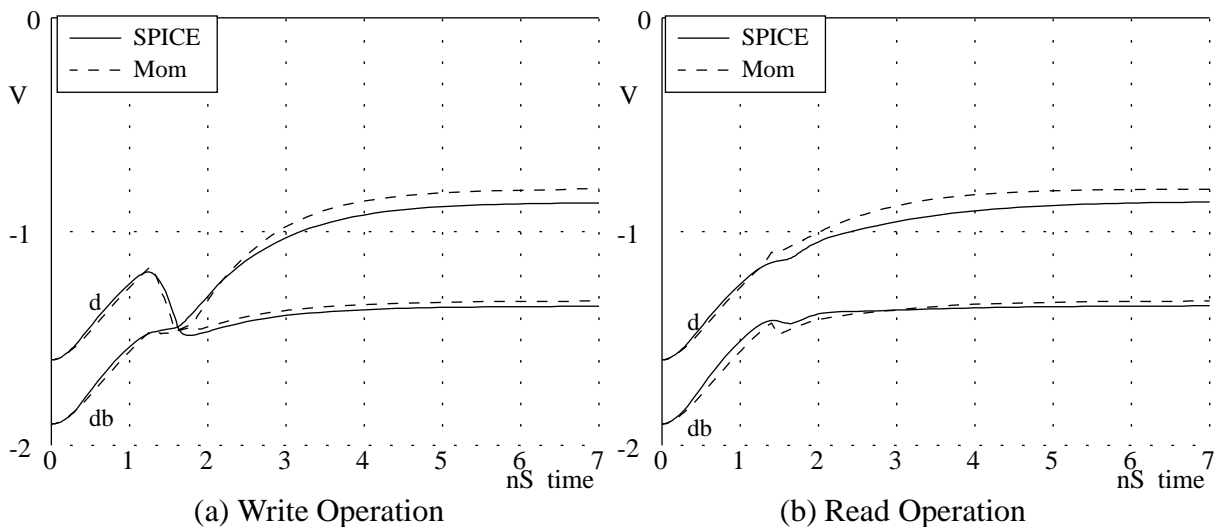 0
SPICE
Mom
V
-1
d
db
-2
0 1 2 3 4 5 6 7
nS time
(a) Write Operation
0
SPICE
Mom
V
-1
d
db
-2
0 1 2 3 4 5 6 7
nS time
(b) Read Operation